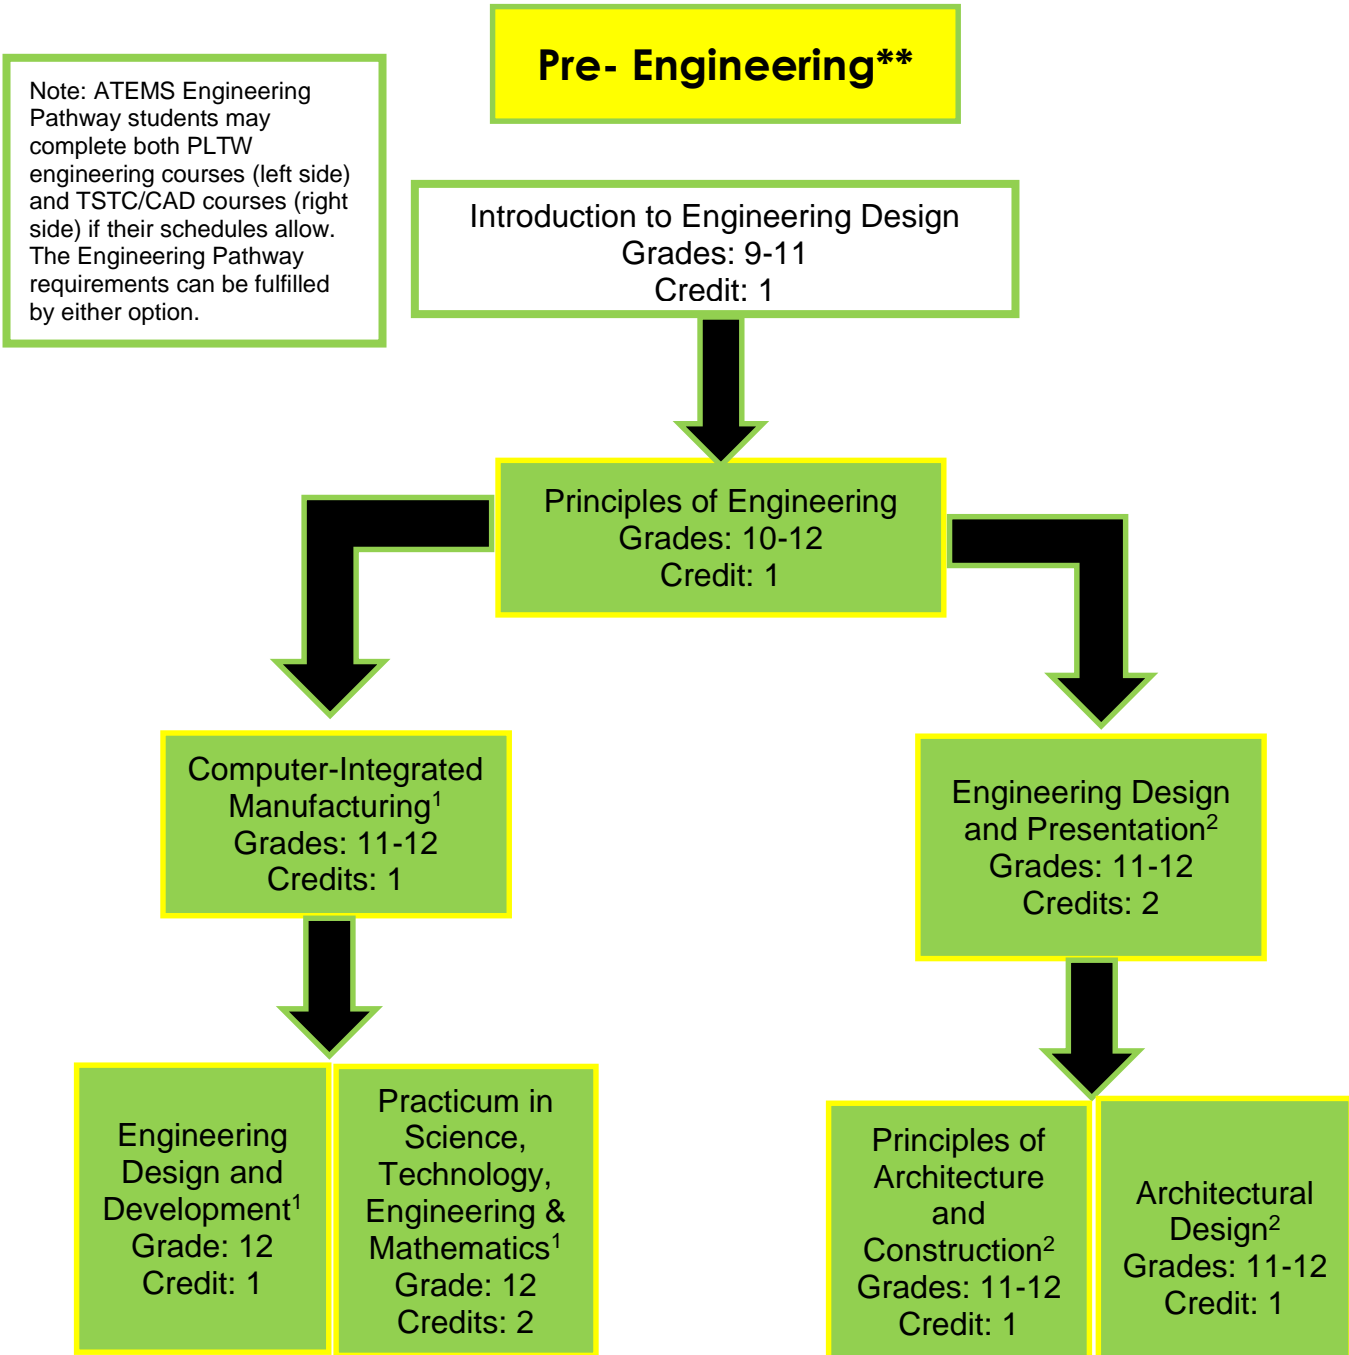 Pre- Engineering**
Note: ATEMS Engineering
Pathway students may
complete both PLTW
engineering courses (left side)
and TSTC/CAD courses (right
side) if their schedules allow.
The Engineering Pathway
requirements can be fulfilled
by either option.
Introduction to Engineering Design
Grades: 9-11
Credit: 1
Principles of Engineering
Grades: 10-12
Credit: 1
Computer-Integrated
Manufacturing¹
Grades: 11-12
Credits: 1
Engineering Design
and Presentation²
Grades: 11-12
Credits: 2
Engineering
Design and
Development¹
Grade: 12
Credit: 1
Practicum in
Science,
Technology,
Engineering &
Mathematics¹
Grade: 12
Credits: 2
Principles of
Architecture
and
Construction²
Grades: 11-12
Credit: 1
Architectural
Design²
Grades: 11-12
Credit: 1